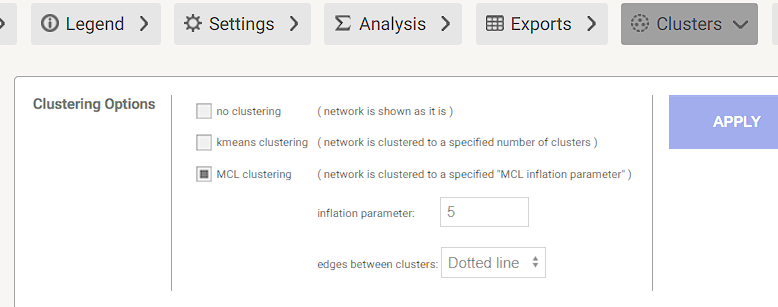 Legend Settings Analysis Exports Clusters
Clustering Options
no clustering ( network is shown as it is )
APPLY
kmeans clustering ( network is clustered to a specified number of clusters )
MCL clustering ( network is clustered to a specified "MCL inflation parameter" )
inflation parameter: 5
edges between clusters: Dotted line